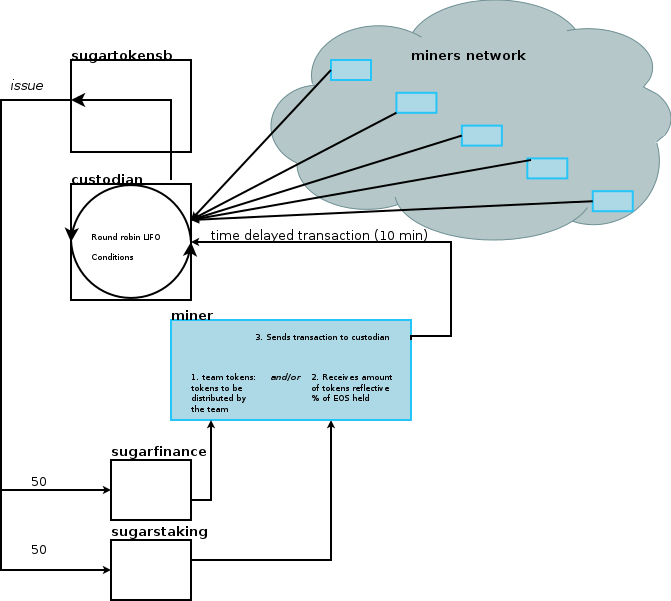 sugartokensb
miners network
issue
custodian
Round robin LIFO
Conditions
time delayed transaction (10 min)
miner
3. Sends transaction to custodian
1. team tokens:
tokens to be
distributed by
the team
and/or
2. Receives amount
of tokens reflective
% of EOS held
sugarfinance
50
sugarstaking
50